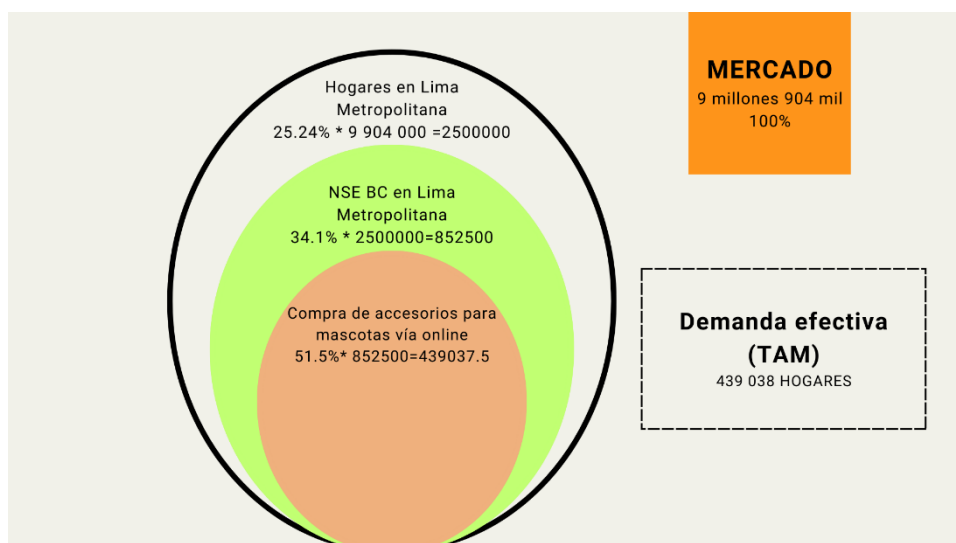 Hogares en Lima
Metropolitana
25.24% * 9 904 000 =2500000
NSE BC en Lima
Metropolitana
34.1% * 2500000=852500
Compra de accesorios para
mascotas vía online
51.5%* 852500=439037.5
MERCADO
9 millones 904 mil
100%
Demanda efectiva
(TAM)
439 038 HOGARES